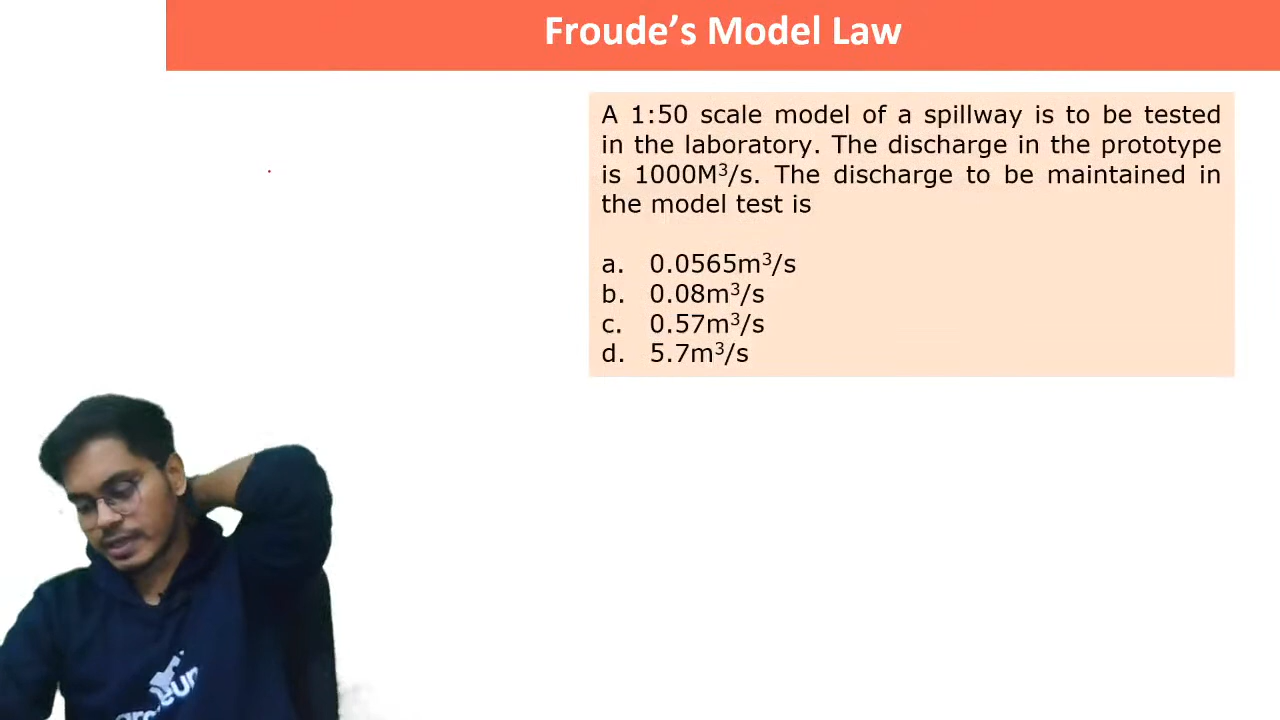 Froude's Model Law
A 1:50 scale model of a spillway is to be tested
in the laboratory. The discharge in the prototype
is 1000M³/s. The discharge to be maintained in
the model test is
a. 0.0565m³/s
b. 0.08m³/s
c. 0.57m³/s
d. 5.7m³/s